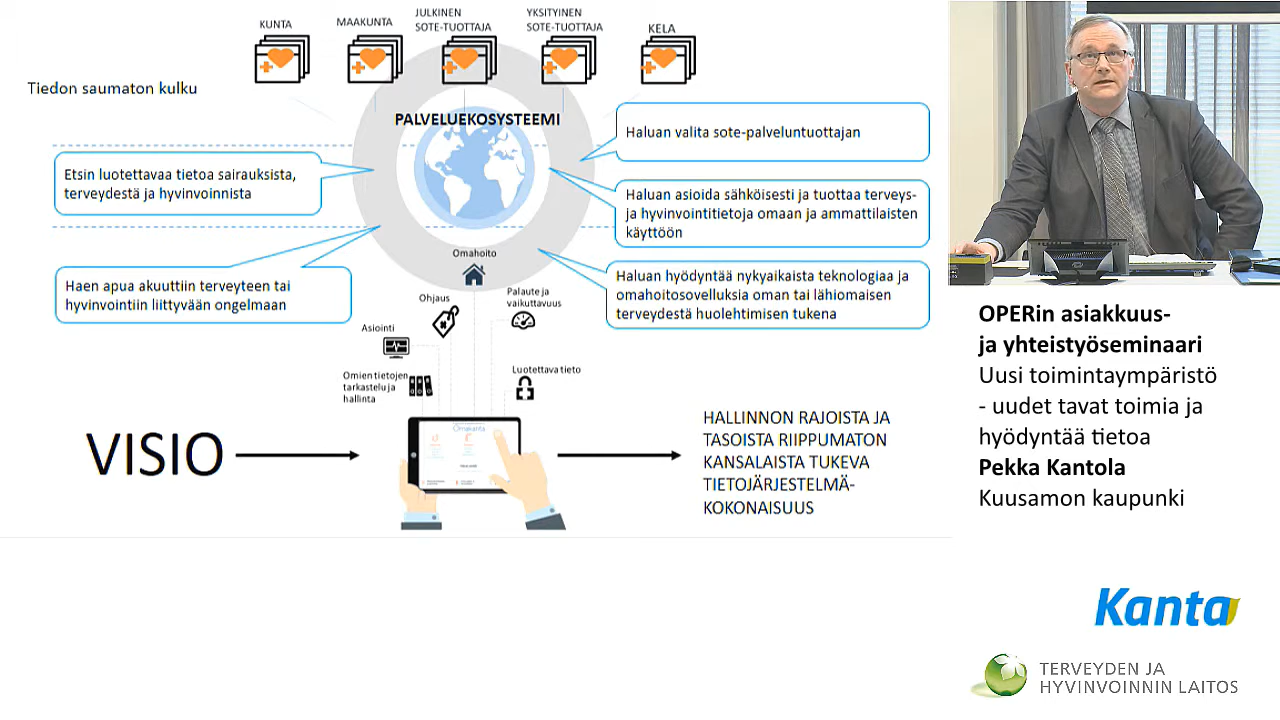 KUNTA
MAAKUNTA
JULKINEN
SOTE-TUOTTAJA
YKSITYINEN
SOTE-TUOTTAJA
KELA
Tiedon saumaton kulku
PALVELUEKOSYSTEEMI
Haluan valita sote-palveluntuottajan
Etsin luotettavaa tietoa sairauksista,
terveydestä ja hyvinvoinnista
Haluan asioida sähköisesti ja tuottaa terveys-
ja hyvinvointitietoja omaan ja ammattilaisten
käyttöön
Haen apua akuuttiin terveyteen tai
hyvinvointiin liittyvään ongelmaan
Haluan hyödyntää nykyaikaista teknologiaa ja
omahoitosovelluksia oman tai lähiomaisen
terveydestä huolehtimisen tukena
Omahoito
Ohjaus
Palaute ja
vaikuttavuus
Asiointi
Omien tietojen
tarkastelu ja
hallinta
Luotettava tieto
Omakanta
VISIO
HALLINNON RAJOISTA JA
TASOISTA RIIPPUMATON
KANSALAISTA TUKEVA
TIETOJÄRJESTELMÄ-
KOKONAISUUS
OPERin asiakkuus-
ja yhteistyöseminaari
Uusi toimintaympäristö
- uudet tavat toimia ja
hyödyntää tietoa
Pekka Kantola
Kuusamon kaupunki
Kanta
TERVEYDEN JA
HYVINVOINNIN LAITOS